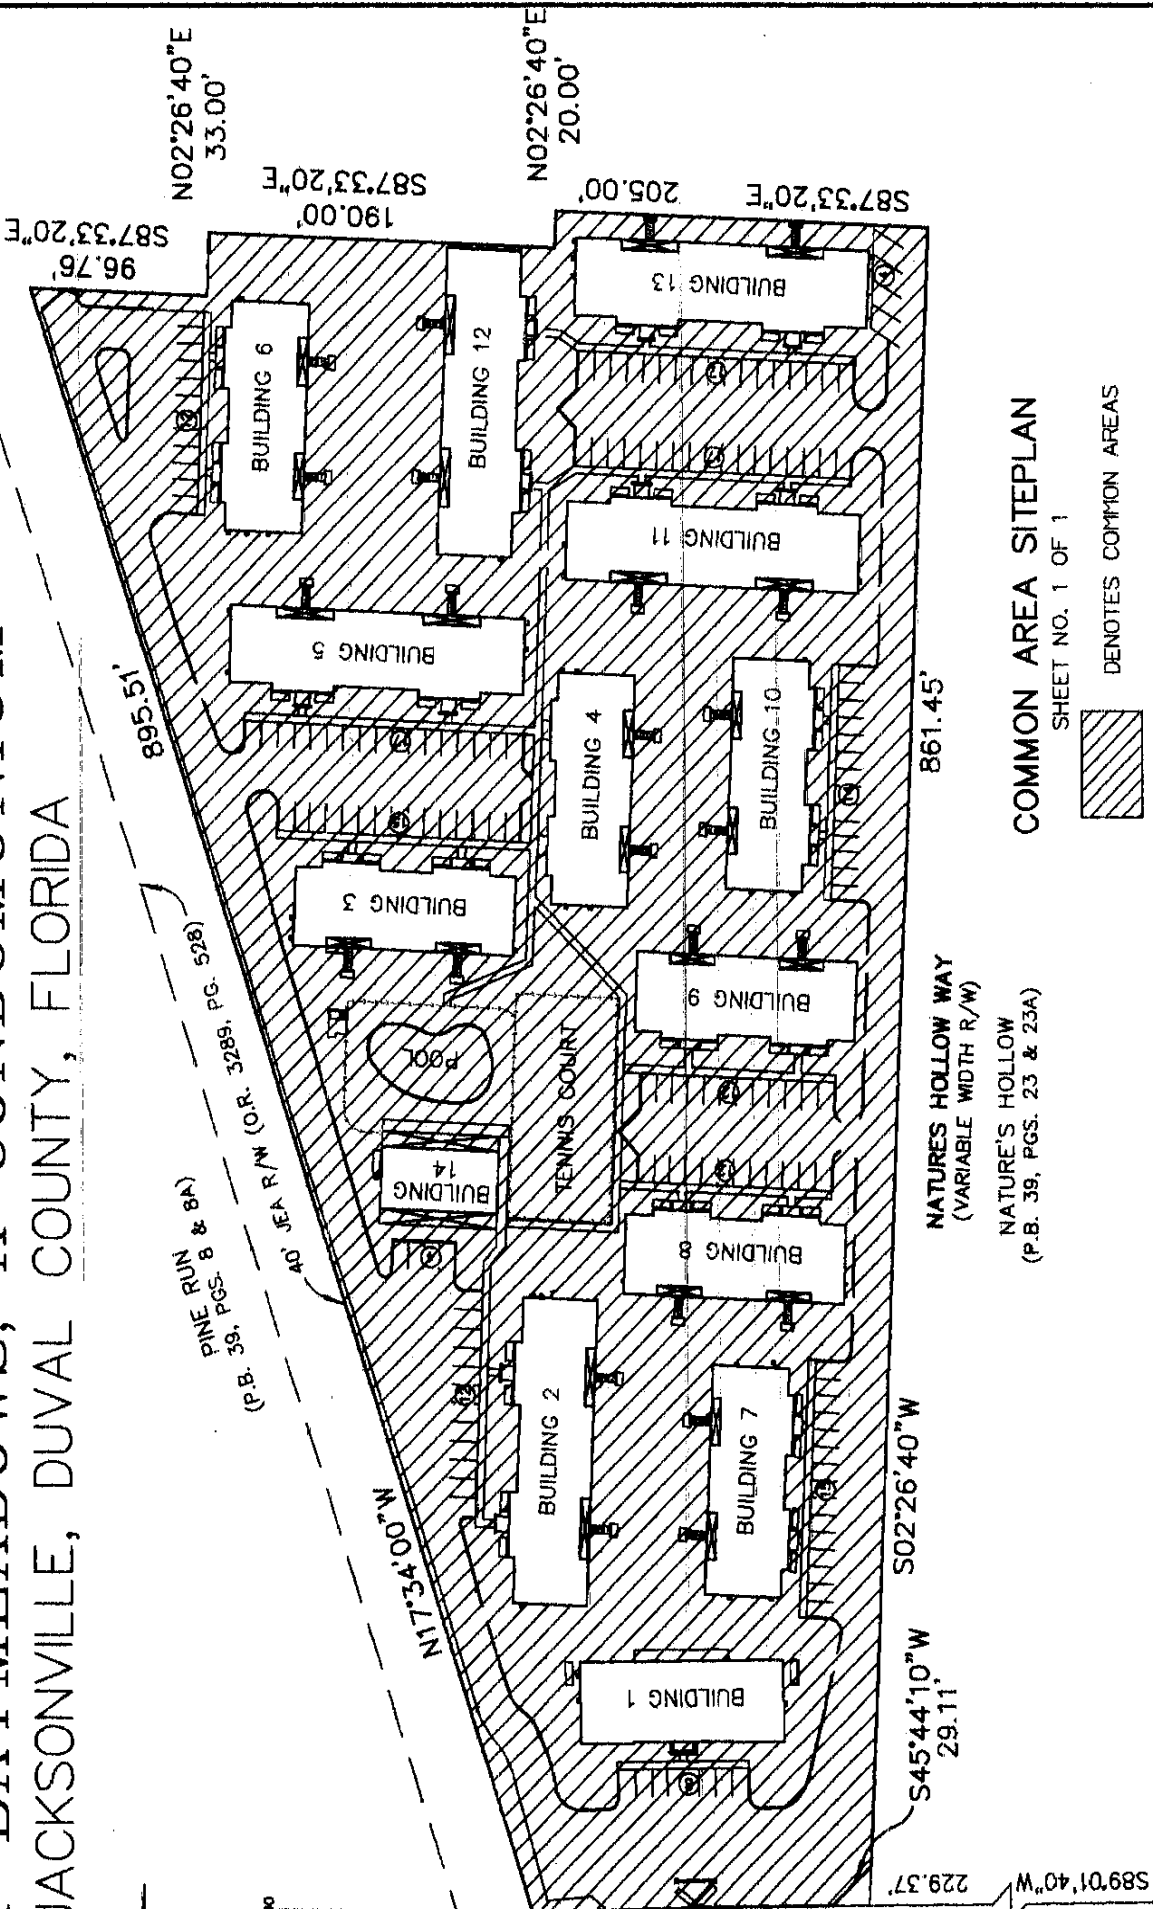 BAYMEADOWS, A CONDOMINIUM
JACKSONVILLE, DUVAL COUNTY, FLORIDA
N02°26'40"E
33.00'
S87°33'20"E
96.76'
S87°33'20"E
190.00'
N02°26'40"E
20.00'
205.00'
S87°33'20"E
895.51'
N17°34'00"W
PINE RUN
(P.B. 39, PGS. 8 & 8A)
40' JEA R/W (O.R. 3289, PG. 528)
BUILDING 6
BUILDING 12
BUILDING 13
BUILDING 5
BUILDING 11
BUILDING 4
BUILDING 10
BUILDING 3
BUILDING 9
POOL
TENNIS COURT
BUILDING
14
BUILDING 8
BUILDING 2
BUILDING 7
BUILDING 1
861.45'
S02°26'40"W
S45°44'10"W
29.11'
229.37'
S89°01'40"W
NATURES HOLLOW WAY
(VARIABLE WIDTH R/W)
NATURE'S HOLLOW
(P.B. 39, PGS. 23 & 23A)
COMMON AREA SITEPLAN
SHEET NO. 1 OF 1
DENOTES COMMON AREAS